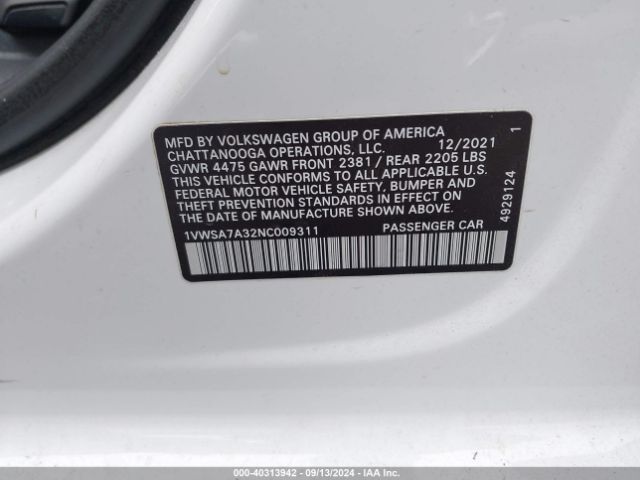 MFD BY VOLKSWAGEN GROUP OF AMERICA
CHATTANOOGA OPERATIONS, LLC. 12/2021 1
GVWR 4475 GAWR FRONT 2381 / REAR 2205 LBS
THIS VEHICLE CONFORMS TO ALL APPLICABLE U.S.
FEDERAL MOTOR VEHICLE SAFETY, BUMPER AND
THEFT PREVENTION STANDARDS IN EFFECT ON
THE DATE OF MANUFACTURE SHOWN ABOVE.
1VWSA7A32NC009311 PASSENGER CAR
4929124
000-40313942 - 09/13/2024 - IAAI.COM